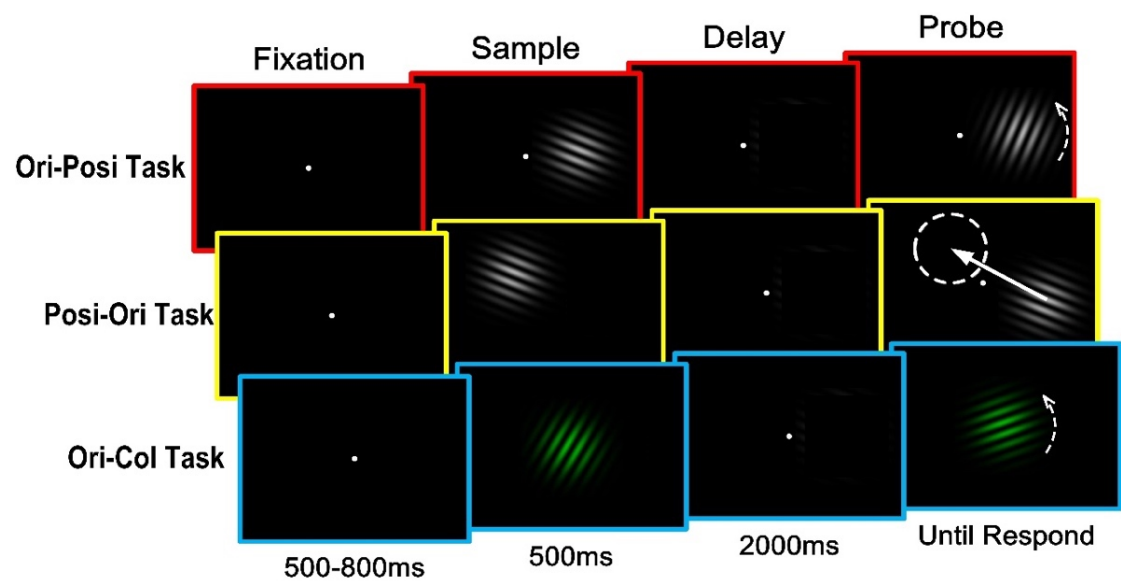 Fixation
Sample
Delay
Probe
Ori-Posi Task
Posi-Ori Task
Ori-Col Task
500-800ms
500ms
2000ms
Until Respond